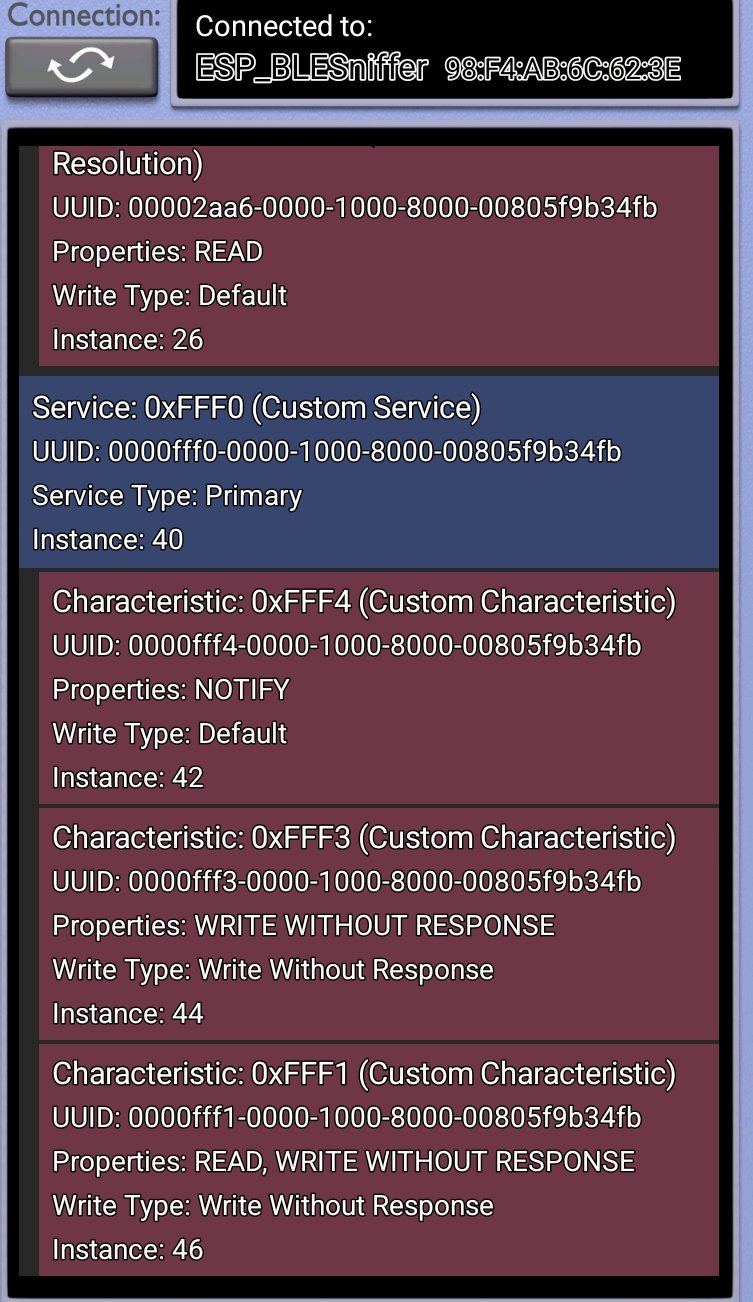 Connection:
Connected to:
ESP_BLESniffer 98:F4:AB:6C:62:3E
Resolution)
UUID: 00002aa6-0000-1000-8000-00805f9b34fb
Properties: READ
Write Type: Default
Instance: 26
Service: 0xFFF0 (Custom Service)
UUID: 0000fff0-0000-1000-8000-00805f9b34fb
Service Type: Primary
Instance: 40
Characteristic: 0xFFF4 (Custom Characteristic)
UUID: 0000fff4-0000-1000-8000-00805f9b34fb
Properties: NOTIFY
Write Type: Default
Instance: 42
Characteristic: 0xFFF3 (Custom Characteristic)
UUID: 0000fff3-0000-1000-8000-00805f9b34fb
Properties: WRITE WITHOUT RESPONSE
Write Type: Write Without Response
Instance: 44
Characteristic: 0xFFF1 (Custom Characteristic)
UUID: 0000fff1-0000-1000-8000-00805f9b34fb
Properties: READ, WRITE WITHOUT RESPONSE
Write Type: Write Without Response
Instance: 46